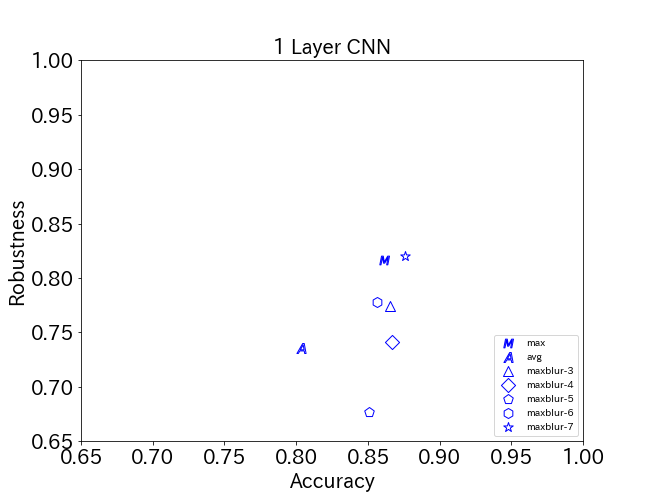 1 Layer CNN
1.00
0.95
0.90
0.85
0.80
0.75
0.70
0.65
Robustness
M
A
M max
A avg
maxblur-3
maxblur-4
maxblur-5
maxblur-6
maxblur-7
0.65 0.70 0.75 0.80 0.85 0.90 0.95 1.00
Accuracy